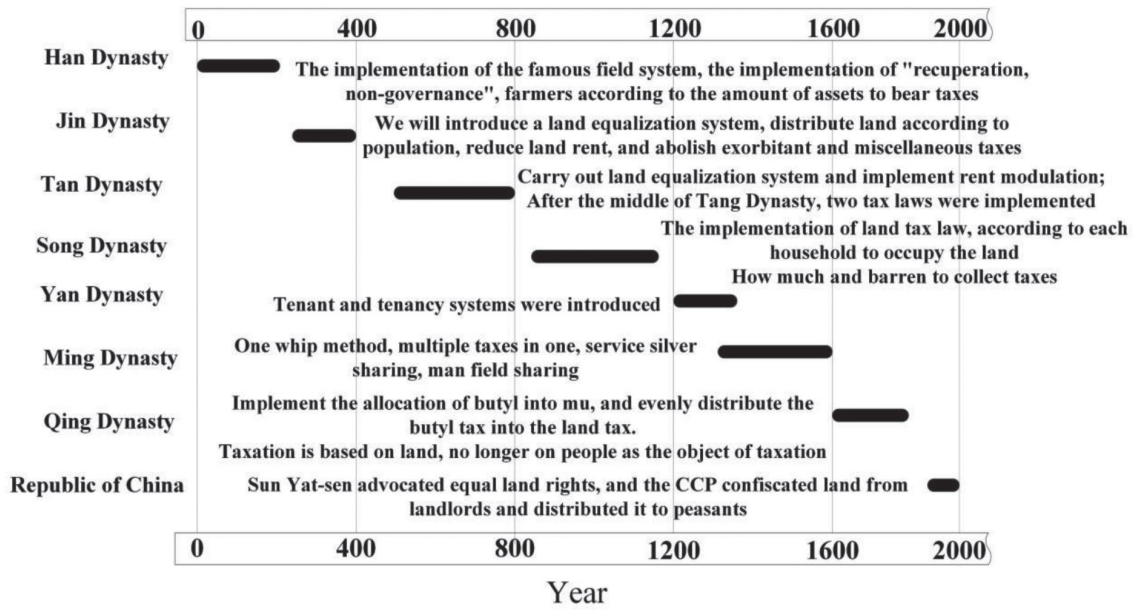 0 400 800 1200 1600 2000
Han Dynasty
The implementation of the famous field system, the implementation of "recuperation,
non-governance", farmers according to the amount of assets to bear taxes
Jin Dynasty
We will introduce a land equalization system, distribute land according to
population, reduce land rent, and abolish exorbitant and miscellaneous taxes
Tan Dynasty
Carry out land equalization system and implement rent modulation;
After the middle of Tang Dynasty, two tax laws were implemented
Song Dynasty
The implementation of land tax law, according to each
household to occupy the land
How much and barren to collect taxes
Yan Dynasty
Tenant and tenancy systems were introduced
Ming Dynasty
One whip method, multiple taxes in one, service silver
sharing, man field sharing
Qing Dynasty
Implement the allocation of butyl into mu, and evenly distribute the
butyl tax into the land tax.
Taxation is based on land, no longer on people as the object of taxation
Republic of China
Sun Yat-sen advocated equal land rights, and the CCP confiscated land from
landlords and distributed it to peasants
0 400 800 1200 1600 2000
Year